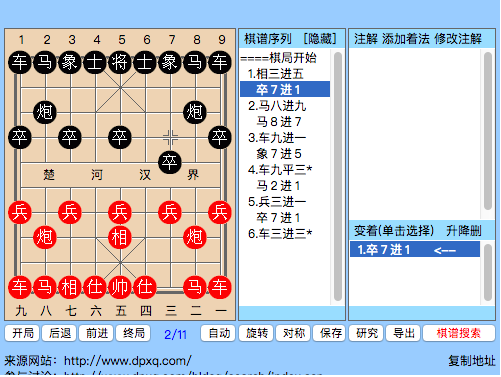 1 2 3 4 5 6 7 8 9
车 马 象 士 将 士 象 马 车
炮 炮
卒 卒 卒 卒
卒
楚 河 汉 界
兵 兵 兵 兵 兵
炮 相 炮
车 马 相 仕 帅 仕 马 车
九 八 七 六 五 四 三 二 一
棋谱序列 [隐藏]
====棋局开始
1.相三进五
卒7进1
2.马八进九
马8进7
3.车九进一
象7进5
4.车九平三*
马2进1
5.兵三进一
卒7进1
6.车三进三*
注解 添加着法 修改注解
变着(单击选择) 升降删
1.卒7进1 <--
开局 后退 前进 终局 2/11 自动 旋转 对称 保存 研究 导出 棋谱搜索
来源网站: http://www.dpxq.com/ 复制地址